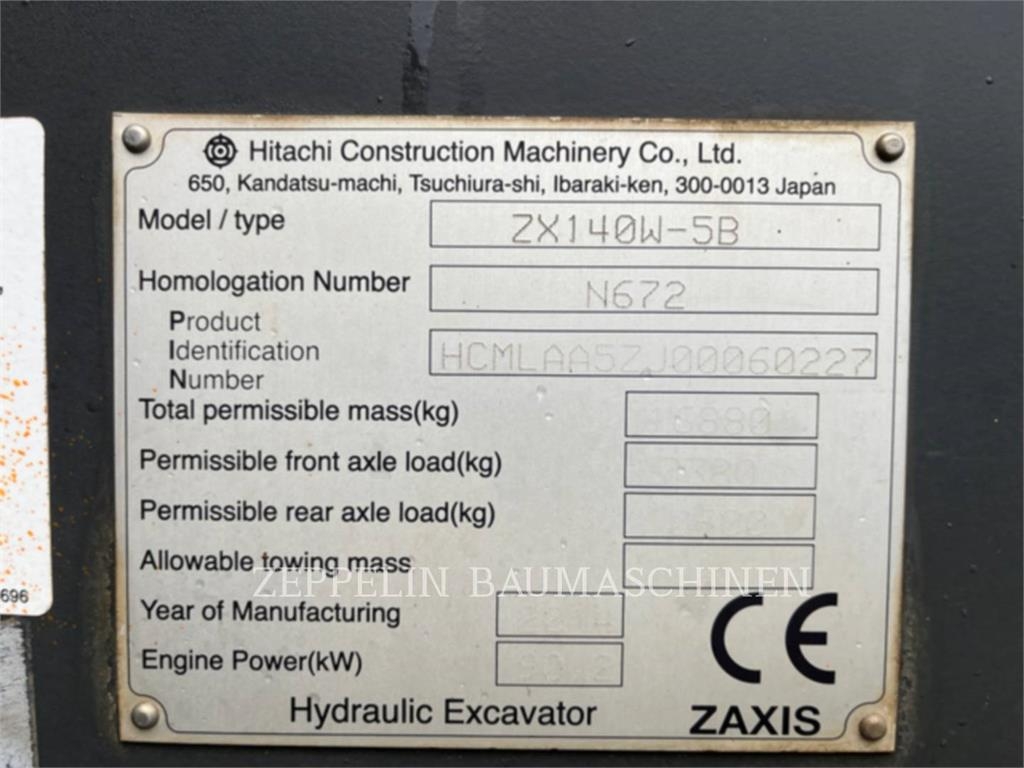 Hitachi Construction Machinery Co., Ltd.
650, Kandatsu-machi, Tsuchiura-shi, Ibaraki-ken, 300-0013 Japan
Model / type ZX140W-5B
Homologation Number N672
Product
Identification HCMLAA5ZJ00060227
Number
Total permissible mass(kg)
Permissible front axle load(kg)
Permissible rear axle load(kg)
Allowable towing mass
ZEPPELIN BAUMASCHINEN
Year of Manufacturing
Engine Power(kW) 90.2
CE
Hydraulic Excavator ZAXIS
696